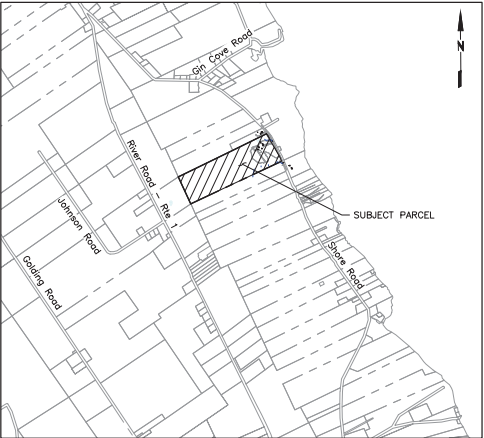 N
Gin Cove Road
River Road - Rte 1
Johnson Road
SUBJECT PARCEL
Golding Road
Shore Road